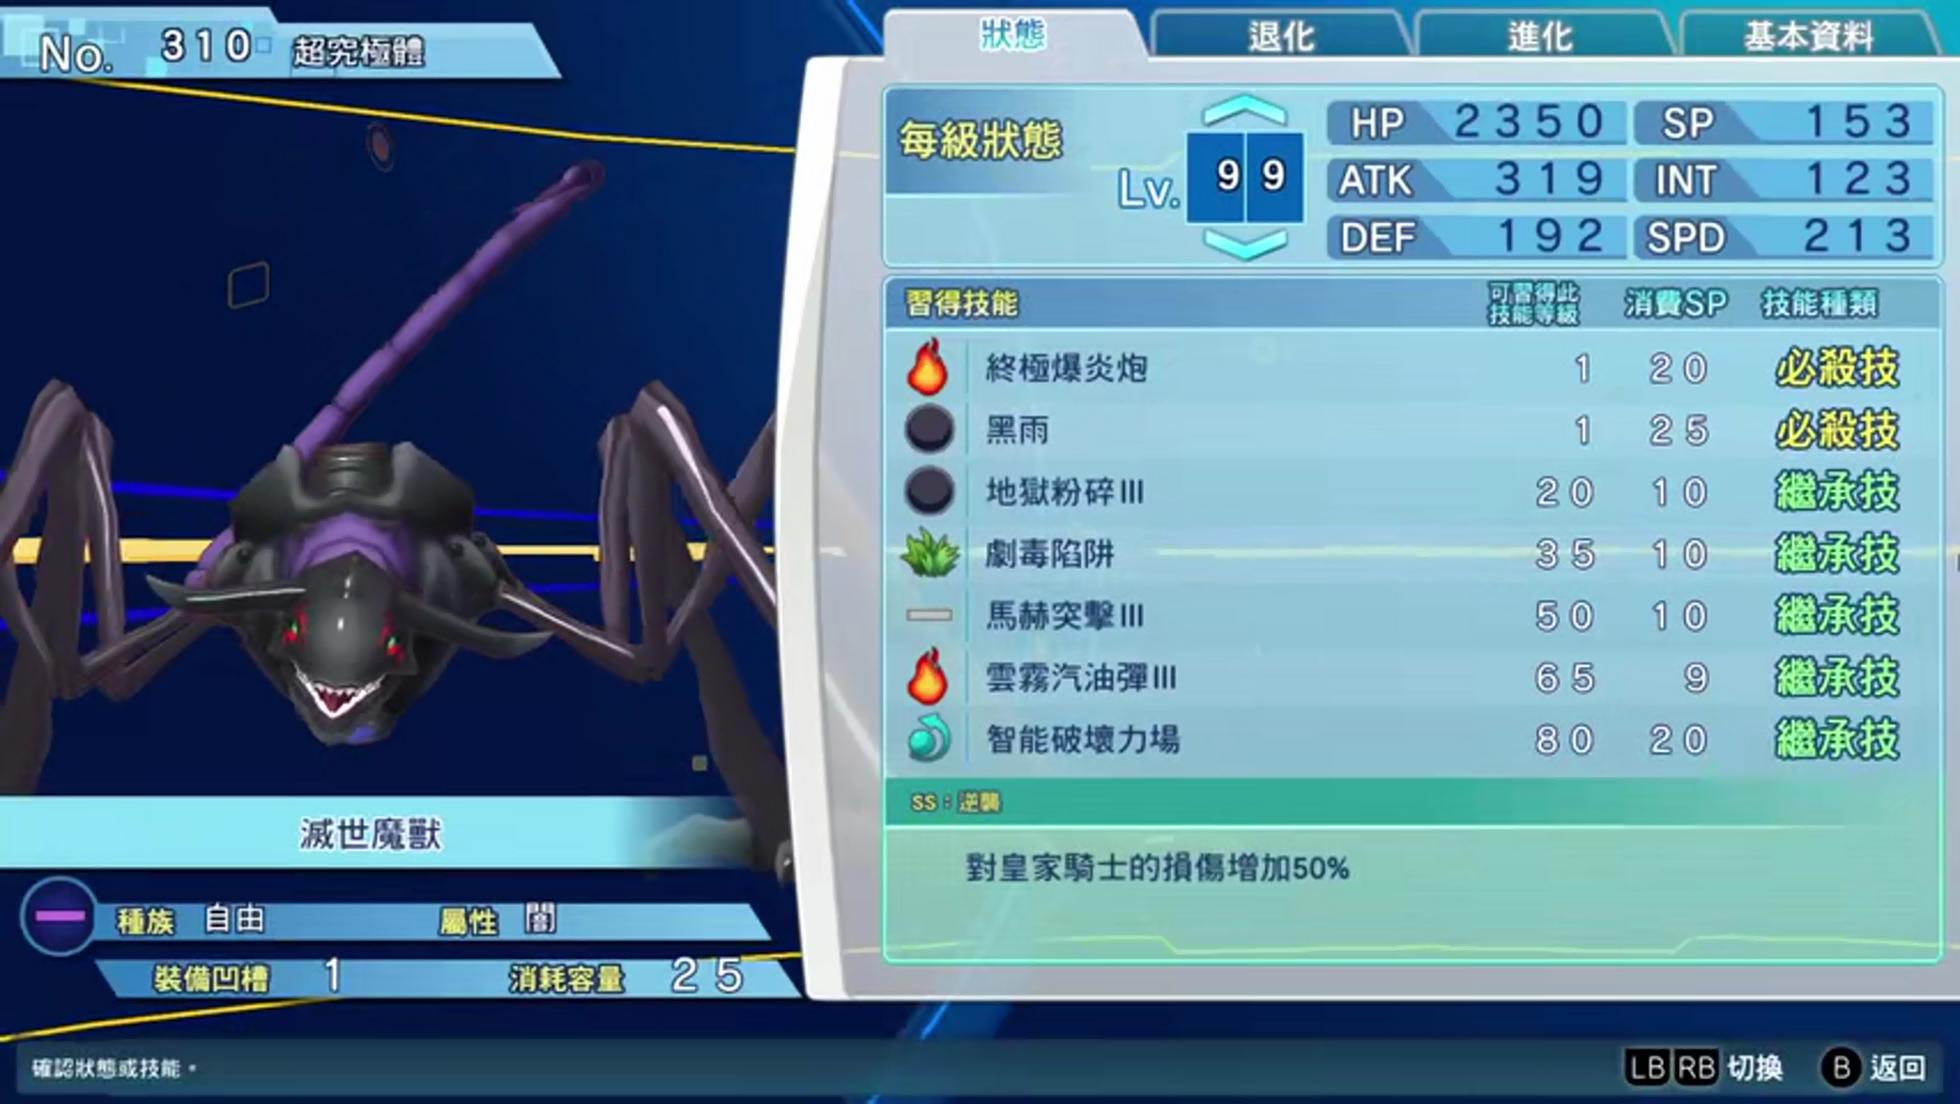 No. 310 超究極體
狀態
退化
進化
基本資料
每級狀態
Lv. 99
HP 2350 SP 153
ATK 319 INT 123
DEF 192 SPD 213
習得技能 可習得此技能等級 消費SP 技能種類
終極爆炎炮 1 20 必殺技
黑雨 1 25 必殺技
地獄粉碎III 20 10 繼承技
劇毒陷阱 35 10 繼承技
馬赫突擊III 50 10 繼承技
雲霧汽油彈III 65 9 繼承技
智能破壞力場 80 20 繼承技
SS：逆襲
對皇家騎士的損傷增加50%
滅世魔獸
種族 自由 屬性 闇
裝備凹槽 1 消耗容量 25
確認狀態或技能。
LB RB 切換 B 返回